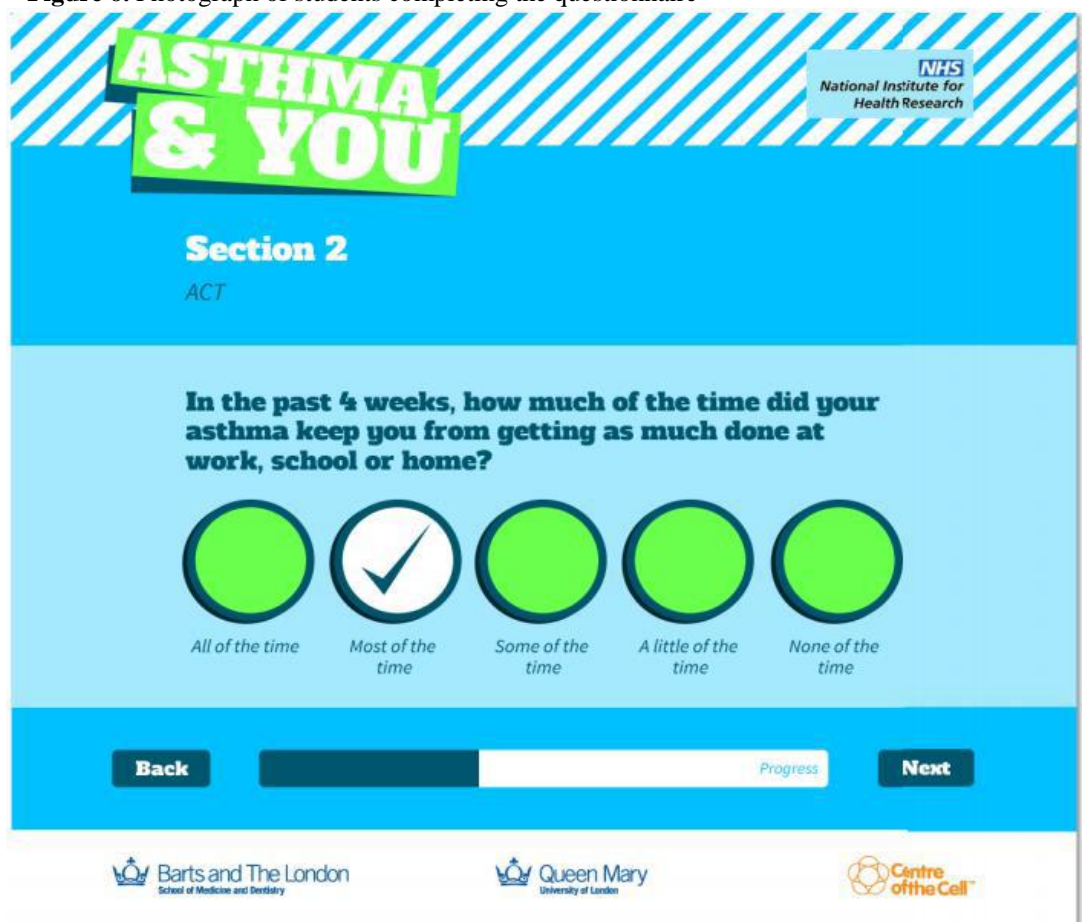 Figure 6. Photograph of students completing the questionnaire
ASTHMA
& YOU
NHS
National Institute for
Health Research
Section 2
ACT
In the past 4 weeks, how much of the time did your
asthma keep you from getting as much done at
work, school or home?
All of the time
Most of the
time
Some of the
time
A little of the
time
None of the
time
Back
Progress
Next
Barts and The London
School of Medicine and Dentistry
Queen Mary
University of London
Centre
of the Cell